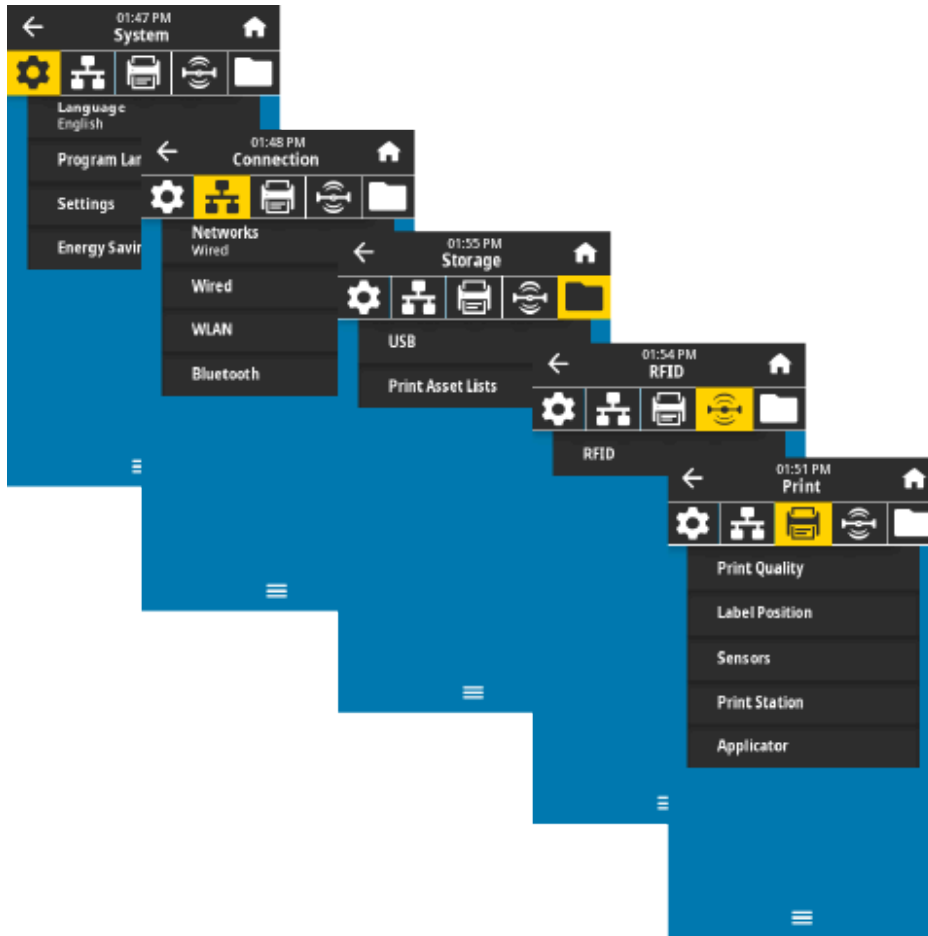 01:47 PM
System
Language
English
Program Lar
Settings
Energy Savin
01:48 PM
Connection
Networks
Wired
Wired
WLAN
Bluetooth
01:55 PM
Storage
USB
Print Asset Lists
01:54 PM
RFID
RFID
01:51 PM
Print
Print Quality
Label Position
Sensors
Print Station
Applicator